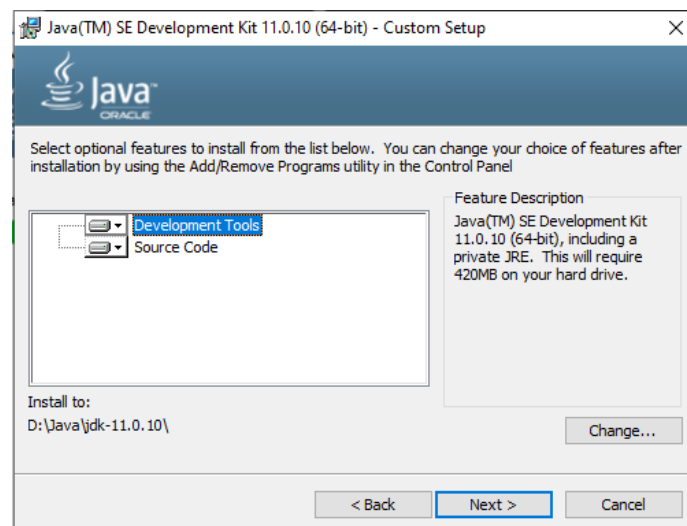 Java(TM) SE Development Kit 11.0.10 (64-bit) - Custom Setup
Java™
ORACLE
Select optional features to install from the list below. You can change your choice of features after
installation by using the Add/Remove Programs utility in the Control Panel
Development Tools
Source Code
Feature Description
Java(TM) SE Development Kit
11.0.10 (64-bit), including a
private JRE. This will require
420MB on your hard drive.
Install to:
D:\Java\jdk-11.0.10\
Change...
< Back
Next >
Cancel